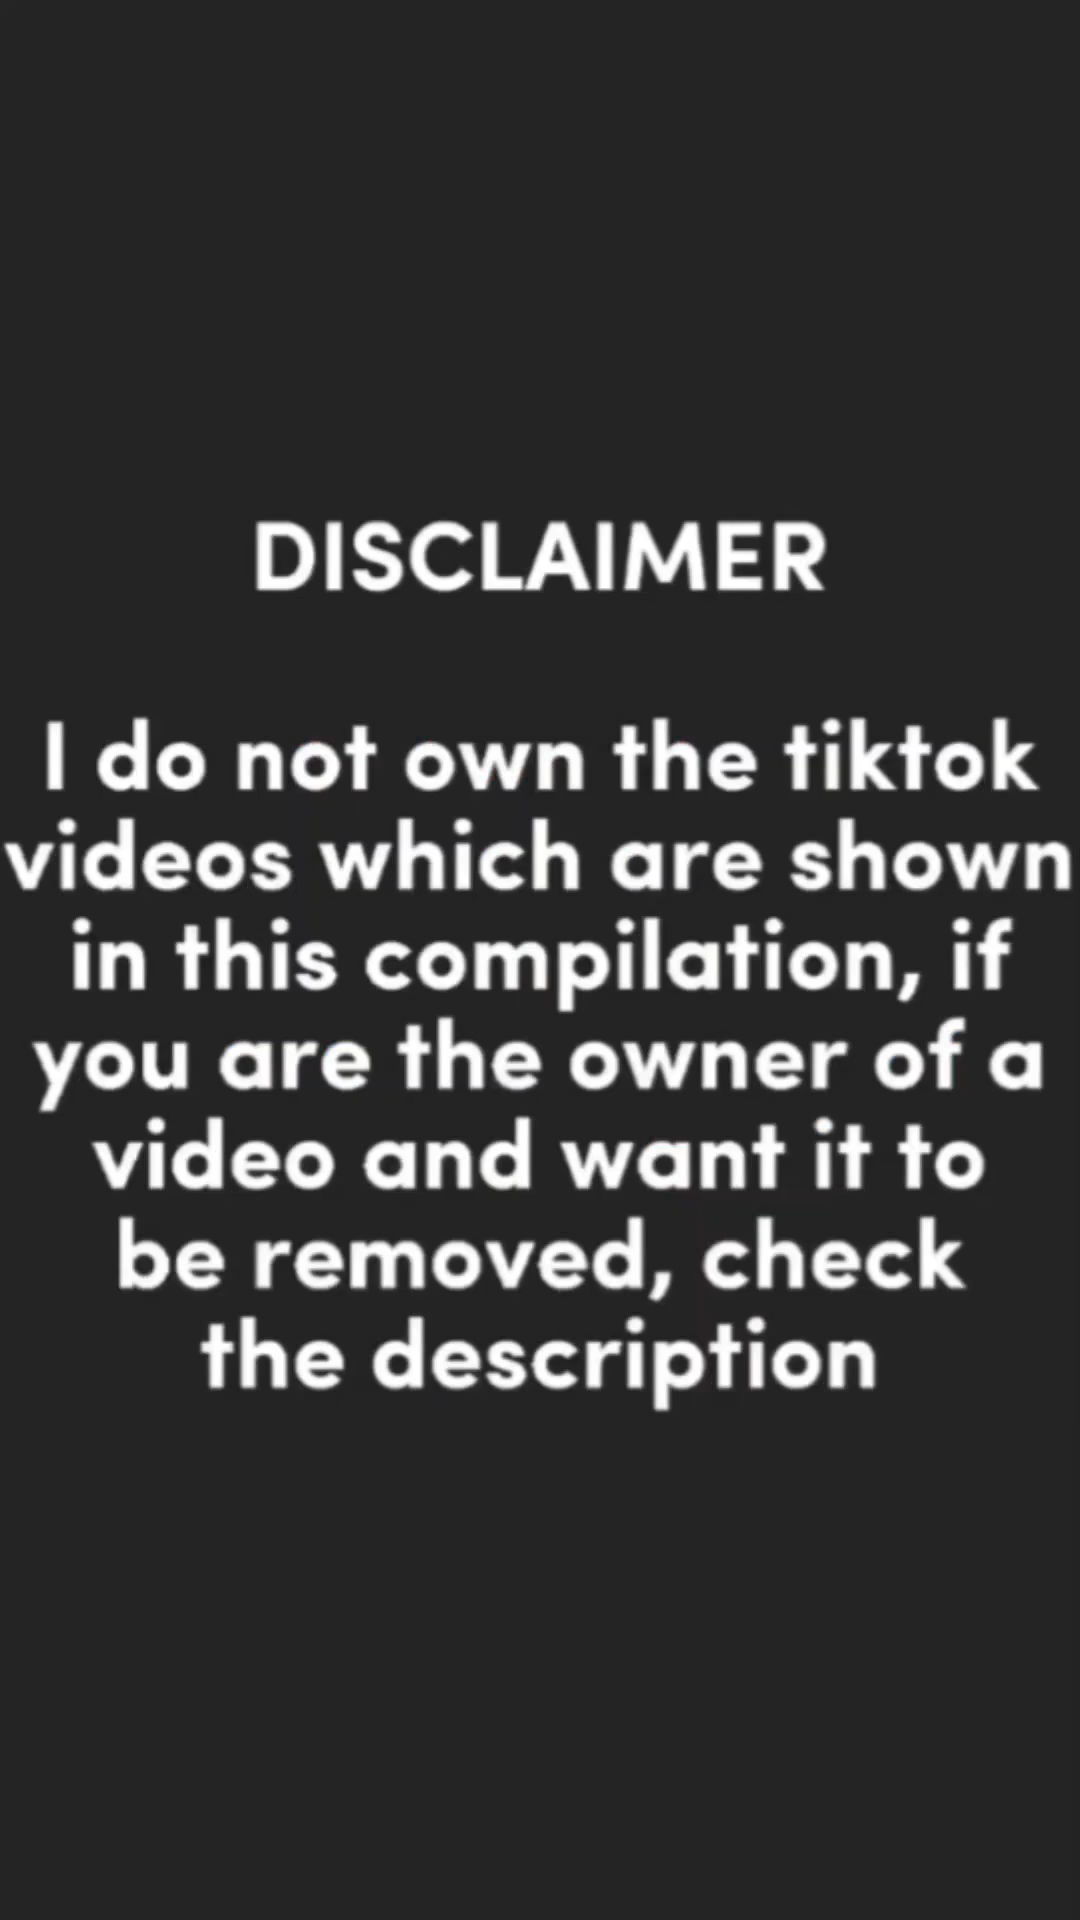 DISCLAIMER
I do not own the tiktok
videos which are shown
in this compilation, if
you are the owner of a
video and want it to
be removed, check
the description